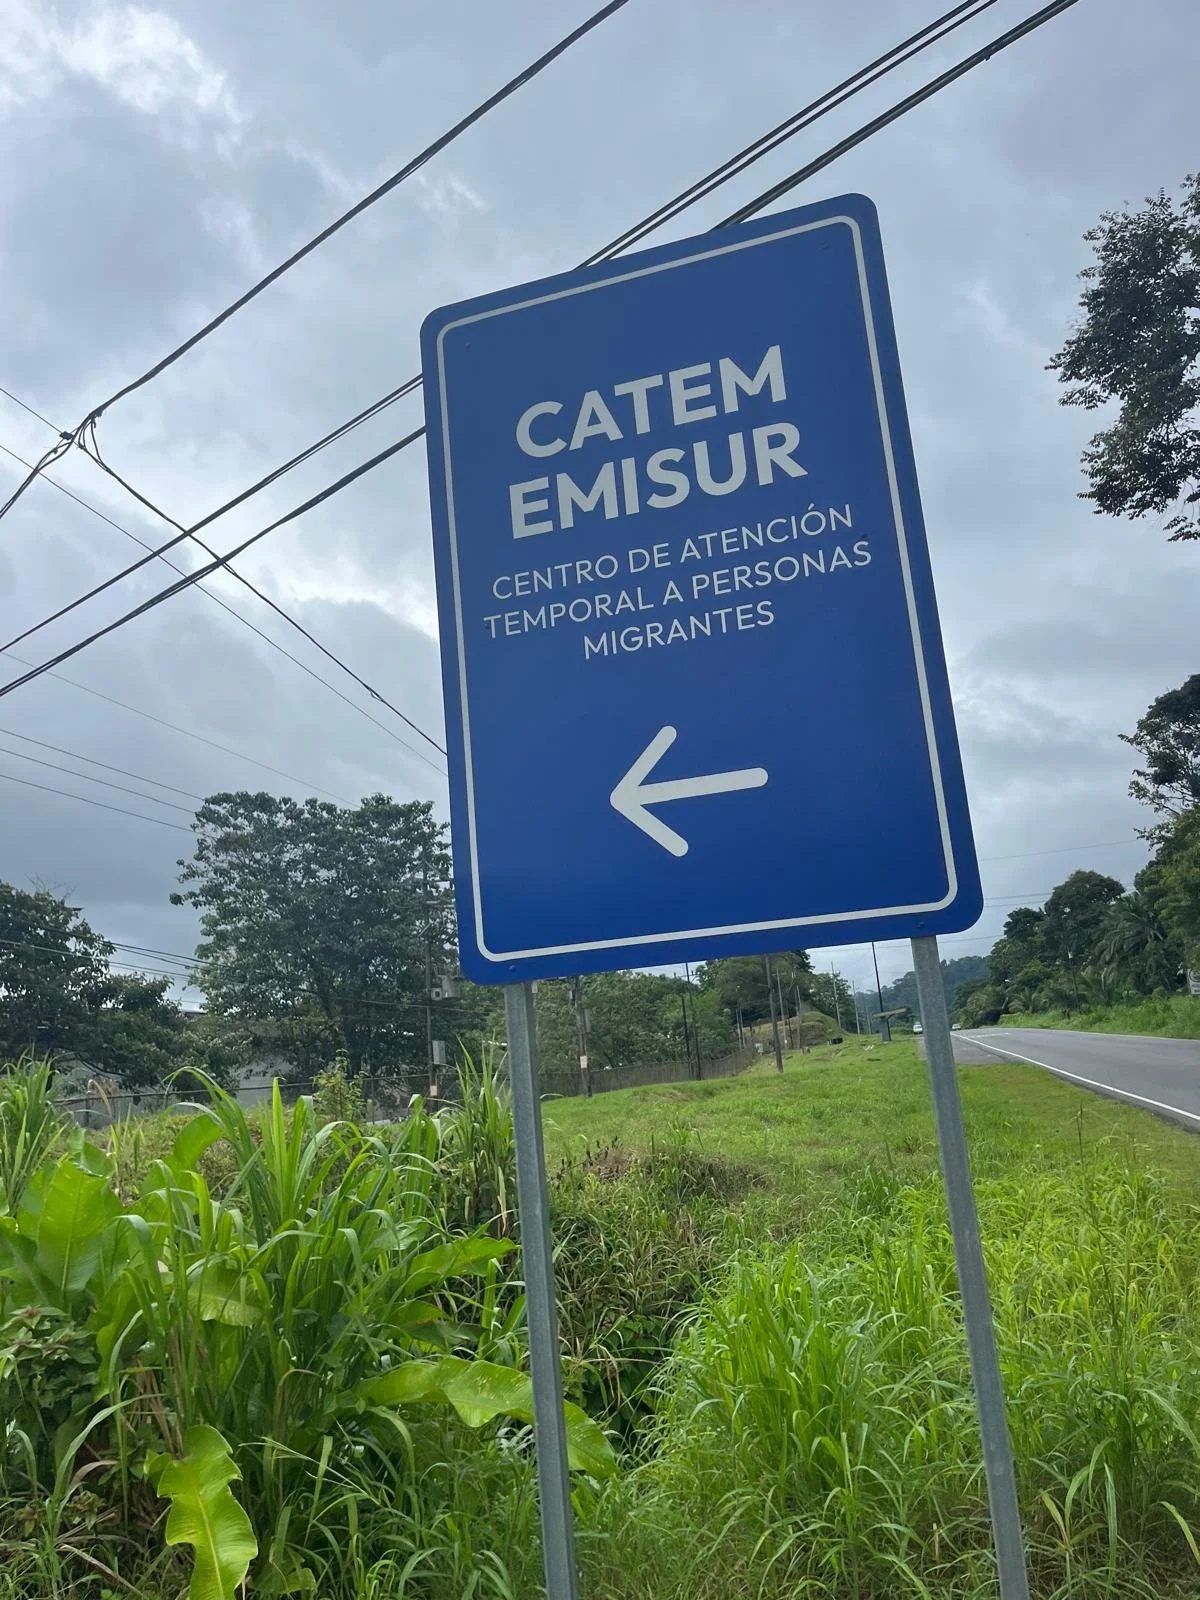 CATEM
EMISUR
CENTRO DE ATENCIÓN
TEMPORAL A PERSONAS
MIGRANTES